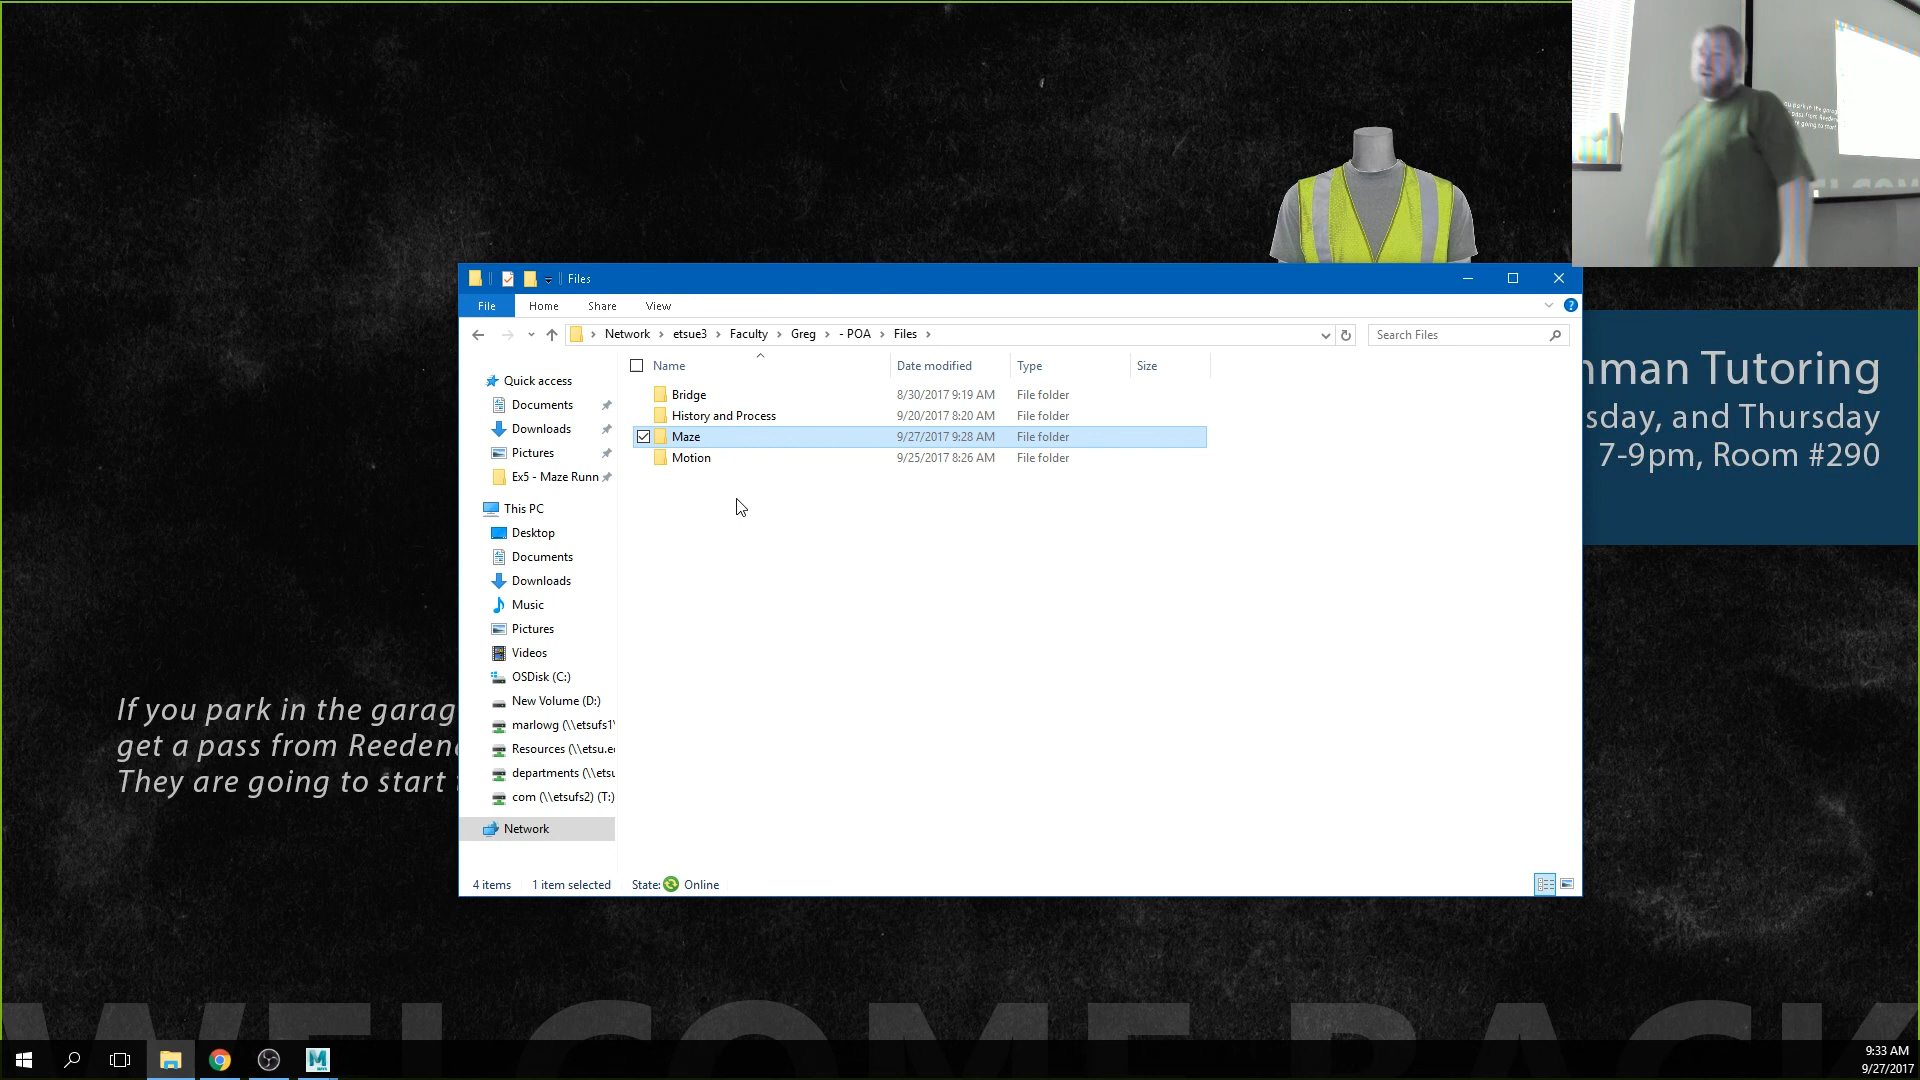 Files
File Home Share View
Network etsue3 Faculty Greg - POA Files
Search Files
Name Date modified Type Size
Bridge 8/30/2017 9:19 AM File folder
History and Process 9/20/2017 8:20 AM File folder
Maze 9/27/2017 9:28 AM File folder
Motion 9/25/2017 8:26 AM File folder
Quick access
Documents
Downloads
Pictures
Ex5 - Maze Runn
This PC
Desktop
Documents
Downloads
Music
Pictures
Videos
OSDisk (C:)
New Volume (D:)
marlowg (\\etsufs1\
Resources (\\etsu.e
departments (\\etsu
com (\\etsufs2) (T:)
Network
4 items 1 item selected State: Online
nman Tutoring
sday, and Thursday
7-9pm, Room #290
If you park in the garag
get a pass from Reeden
They are going to start
WELCOME BACK
9:33 AM
9/27/2017